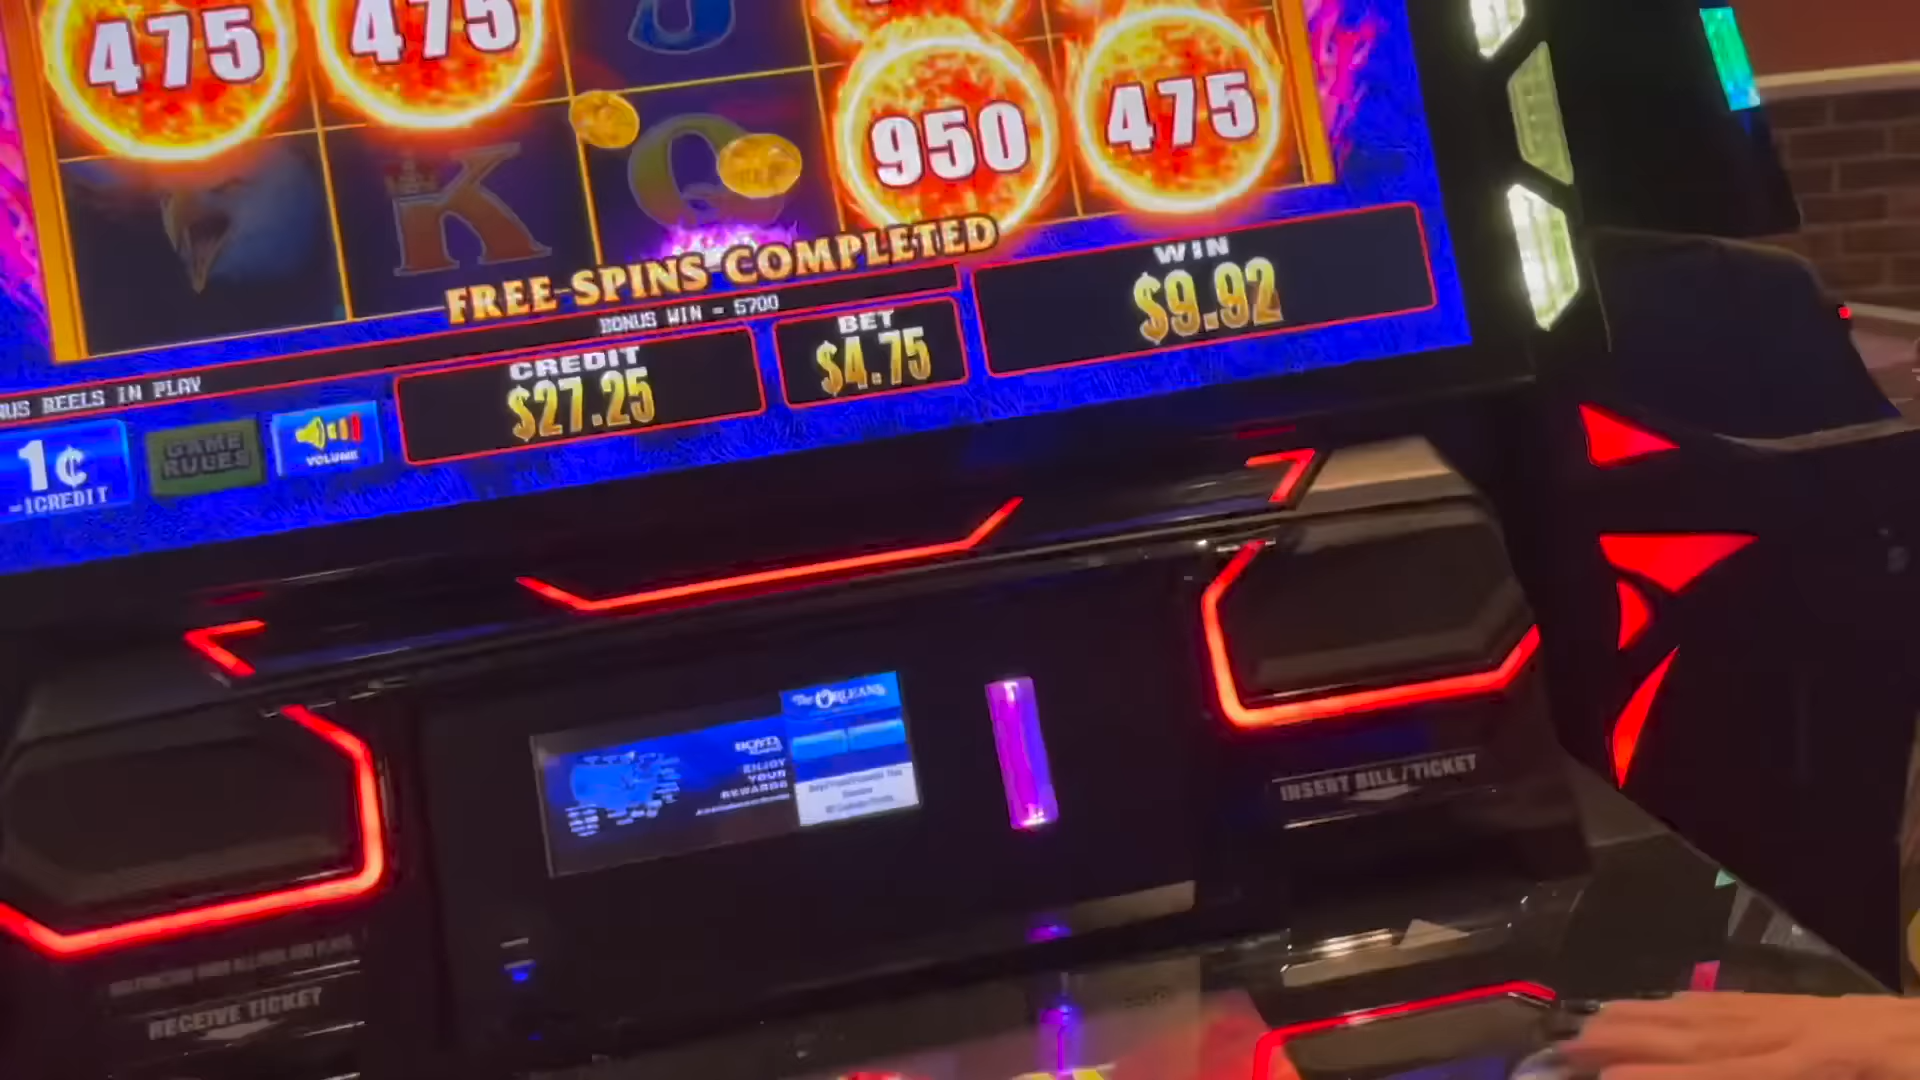 475
475
950
475
K
Q
FREE SPINS COMPLETED
BONUS WIN = 5700
WIN
$9.92
BET
$4.75
CREDIT
$27.25
REELS IN PLAY
1¢
=1CREDIT
GAME
RULES
VOLUME
The ORLEANS
BOYD
ENJOY
YOUR
REWARDS
INSERT BILL / TICKET
RECEIVE TICKET